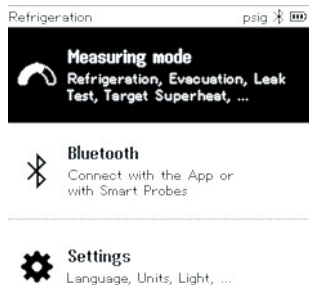 Refrigeration psig
Measuring mode
Refrigeration, Evacuation, Leak
Test, Target Superheat, ...
Bluetooth
Connect with the App or
with Smart Probes
Settings
Language, Units, Light, ...